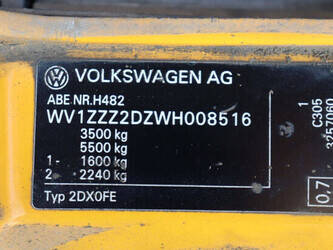 VOLKSWAGEN AG
ABE NR.H482
WV1ZZZ2DZWH008516
3500 kg
5500 kg
1- 1600 kg
2 2240 kg
Typ 2DX0FE
1
C305
3257060
0,7